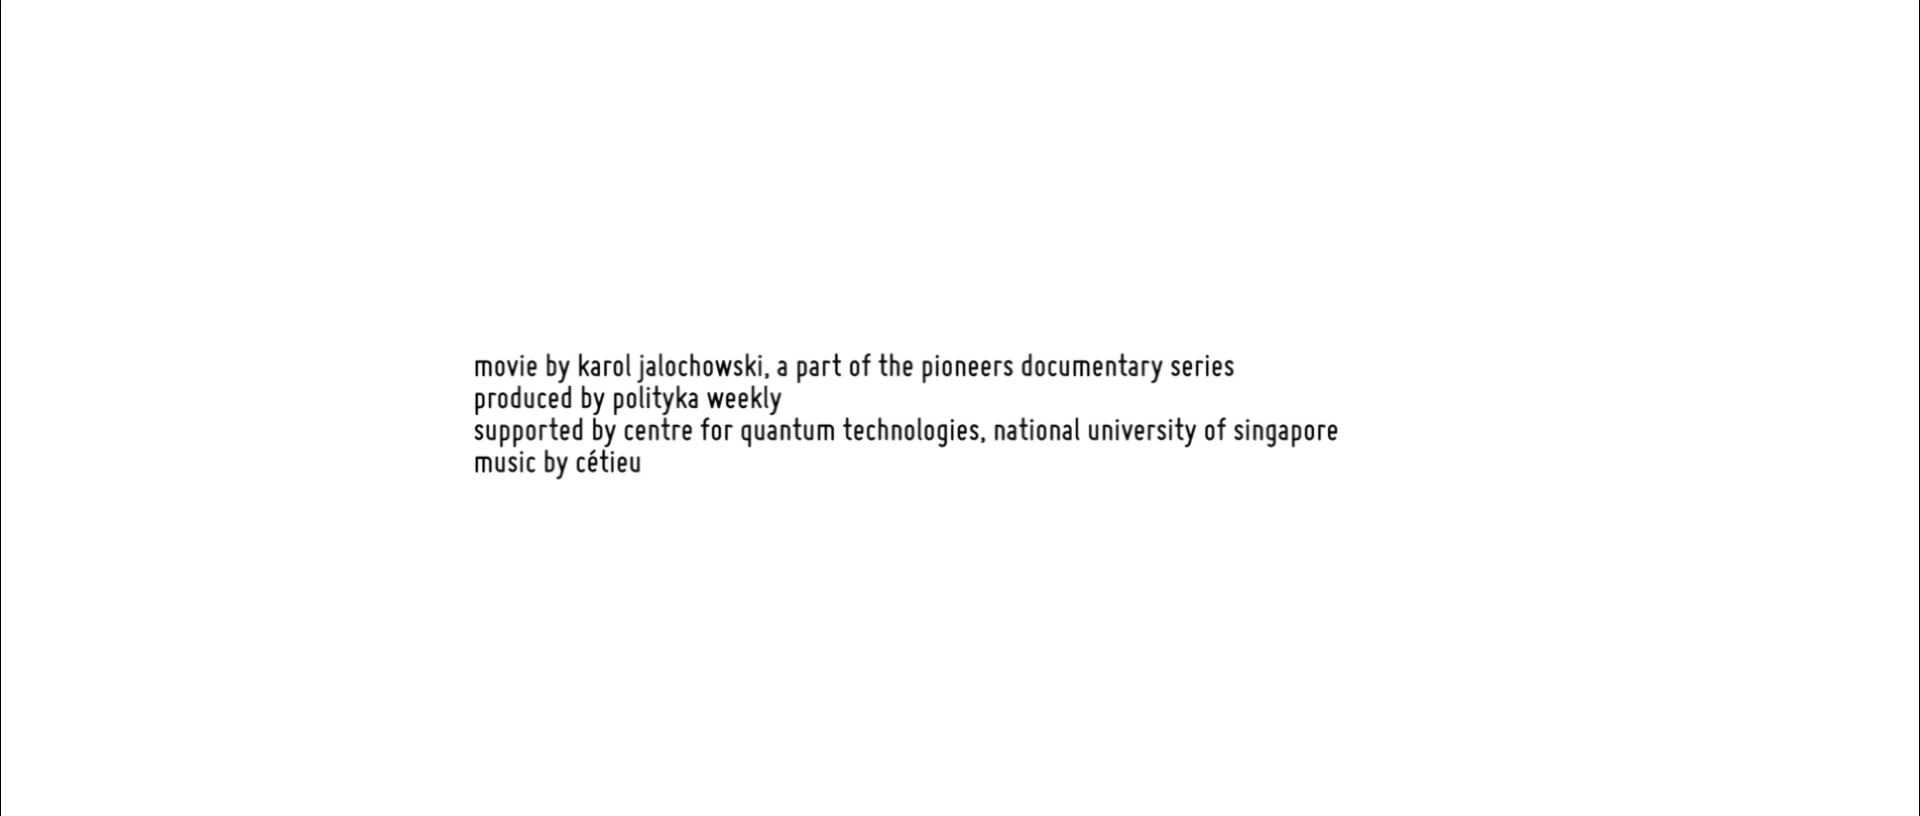 movie by karol jalochowski, a part of the pioneers documentary series
produced by polityka weekly
supported by centre for quantum technologies, national university of singapore
music by cétieu